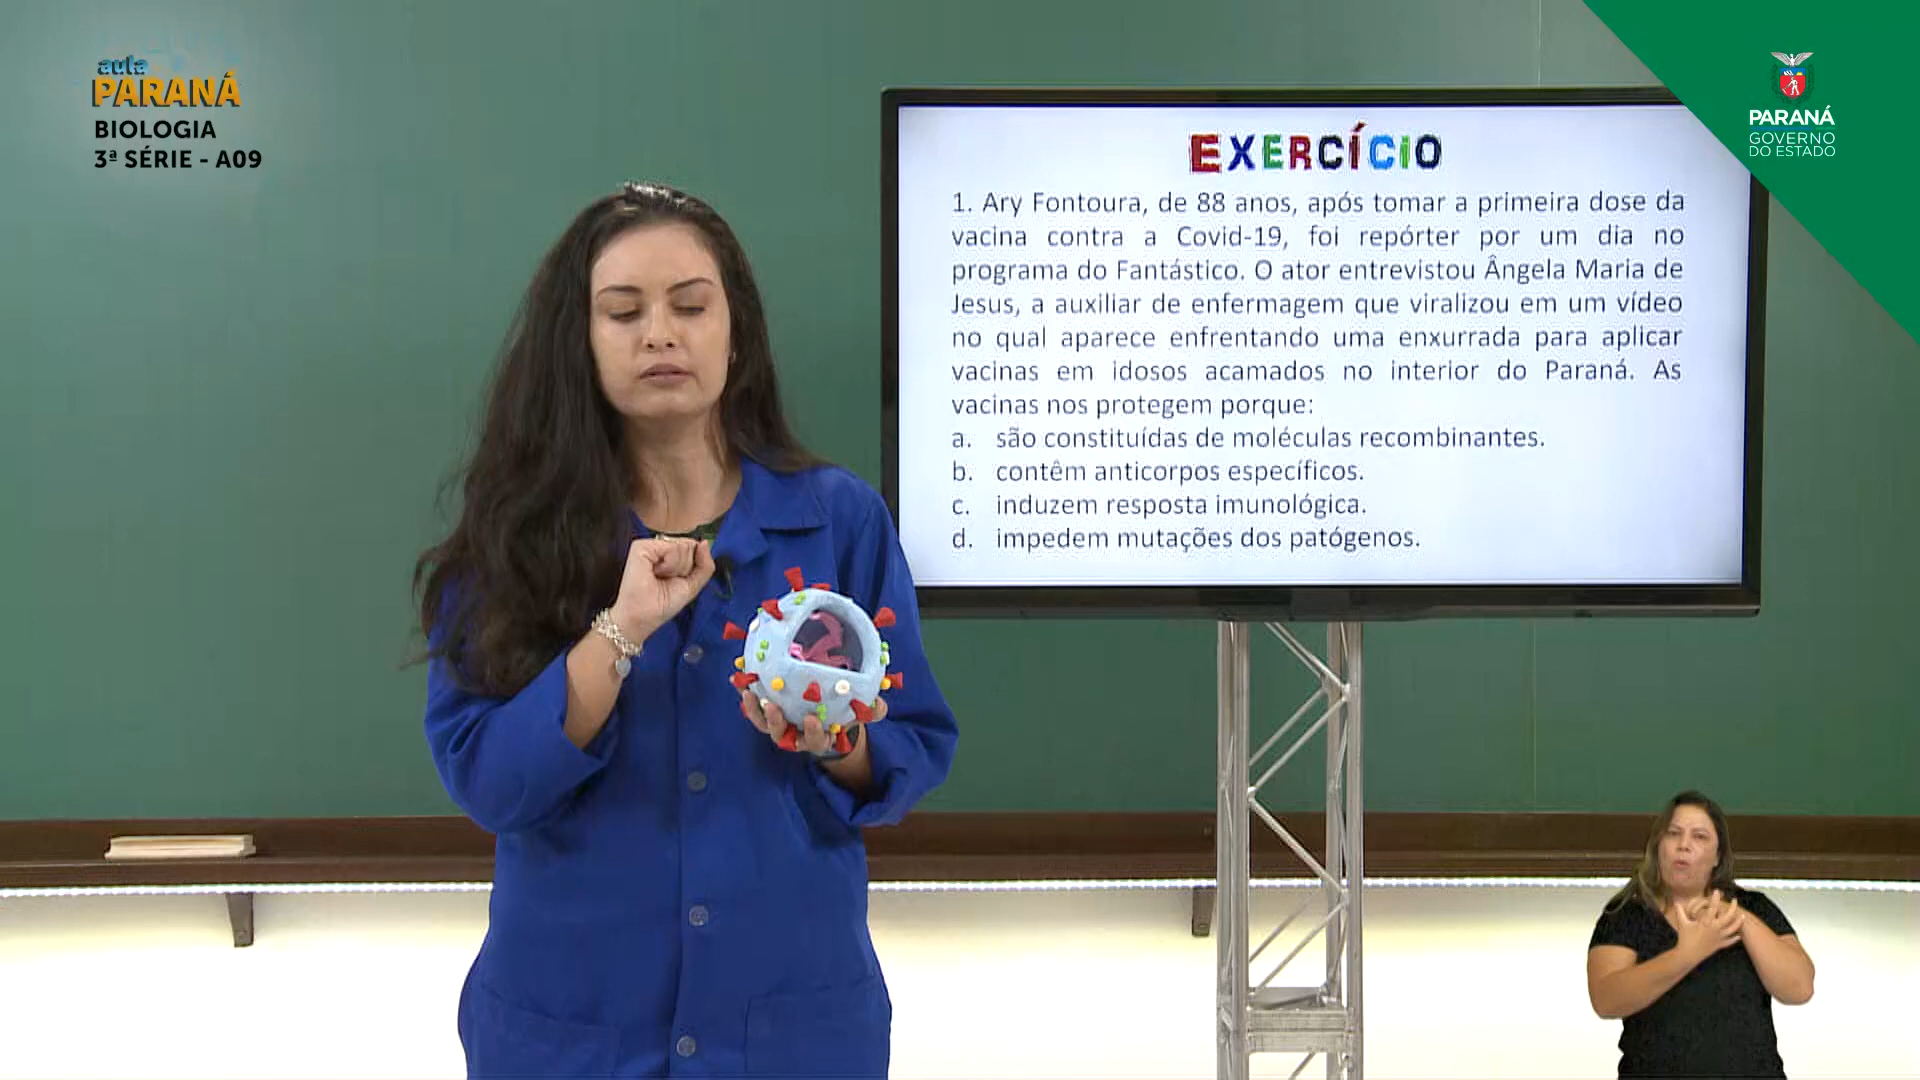 aula
PARANÁ
BIOLOGIA
3ª SÉRIE - A09
PARANÁ
GOVERNO
DO ESTADO
EXERCÍCIO
1. Ary Fontoura, de 88 anos, após tomar a primeira dose da
vacina contra a Covid-19, foi repórter por um dia no
programa do Fantástico. O ator entrevistou Ângela Maria de
Jesus, a auxiliar de enfermagem que viralizou em um vídeo
no qual aparece enfrentando uma enxurrada para aplicar
vacinas em idosos acamados no interior do Paraná. As
vacinas nos protegem porque:
a. são constituídas de moléculas recombinantes.
b. contêm anticorpos específicos.
c. induzem resposta imunológica.
d. impedem mutações dos patógenos.